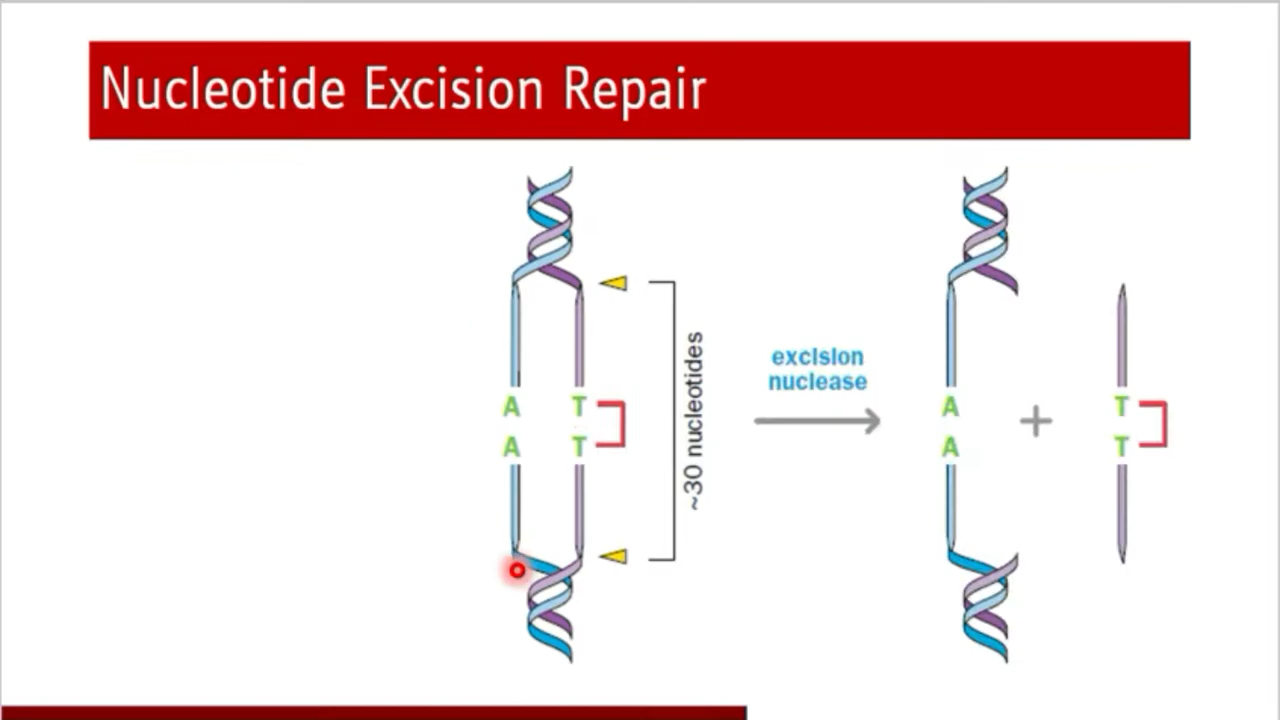 Nucleotide Excision Repair
~30 nucleotides
excision
nuclease
A T
A T
A + T
A T